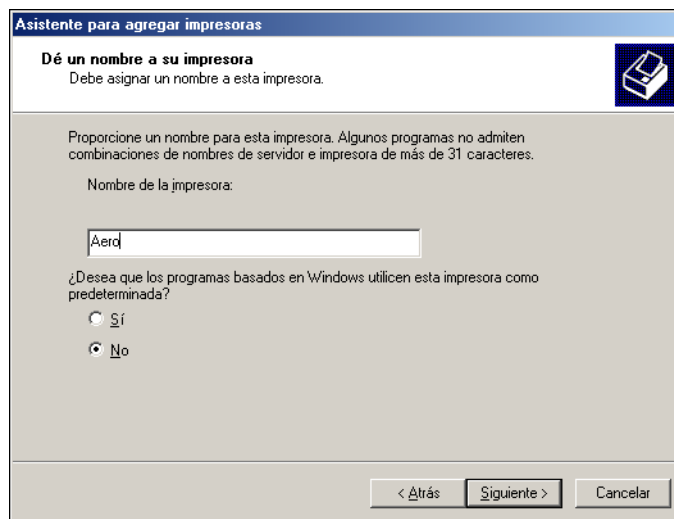 Asistente para agregar impresoras
Dé un nombre a su impresora
Debe asignar un nombre a esta impresora.
Proporcione un nombre para esta impresora. Algunos programas no admiten
combinaciones de nombres de servidor e impresora de más de 31 caracteres.
Nombre de la impresora:
Aero
¿Desea que los programas basados en Windows utilicen esta impresora como
predeterminada?
Sí
No
< Atrás Siguiente > Cancelar